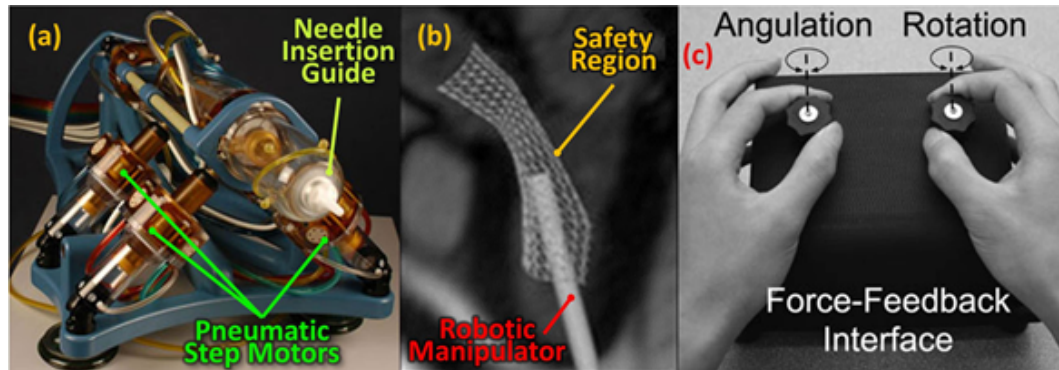 (a)
Needle
Insertion
Guide
Pneumatic
Step Motors
(b)
Safety
Region
Robotic
Manipulator
(c)
Angulation
Rotation
Force-Feedback
Interface